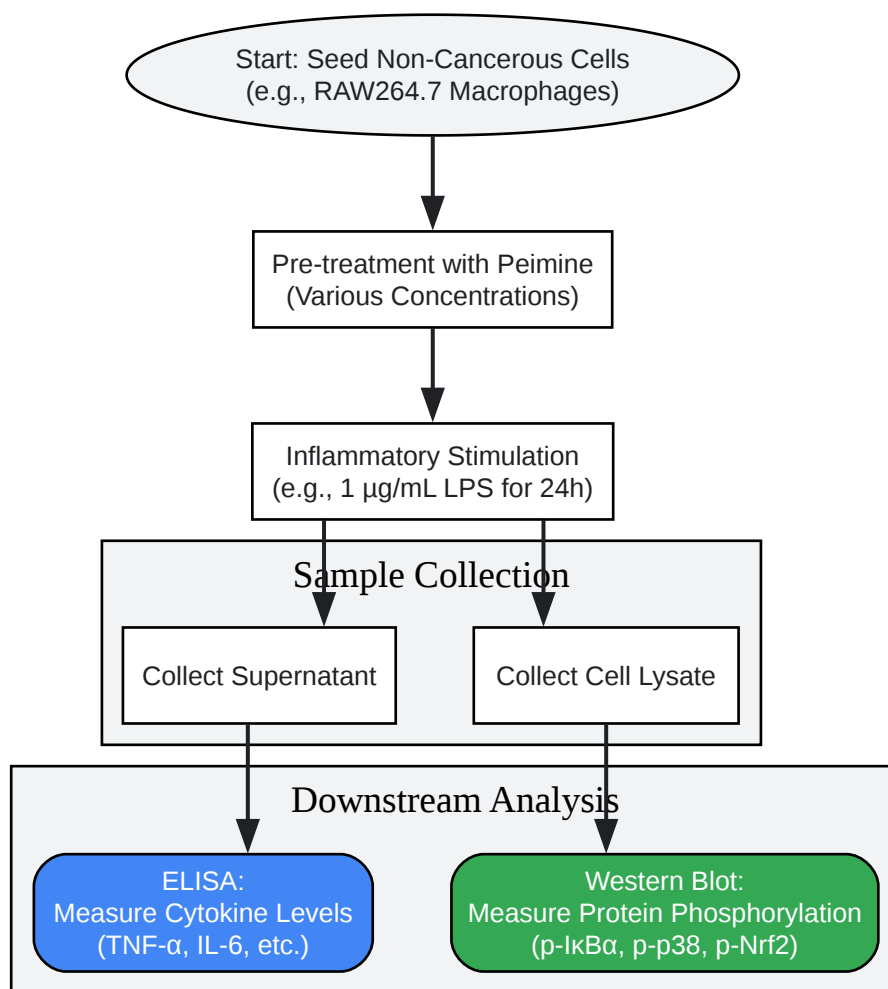 Start: Seed Non-Cancerous Cells
(e.g., RAW264.7 Macrophages)
Pre-treatment with Peimine
(Various Concentrations)
Inflammatory Stimulation
(e.g., 1 µg/mL LPS for 24h)
Sample Collection
Collect Supernatant
Collect Cell Lysate
Downstream Analysis
ELISA:
Measure Cytokine Levels
(TNF-α, IL-6, etc.)
Western Blot:
Measure Protein Phosphorylation
(p-IκBα, p-p38, p-Nrf2)